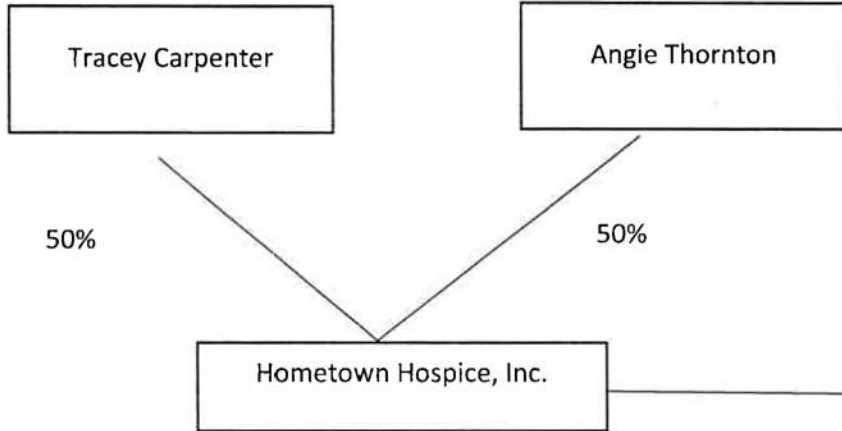 Tracey Carpenter
Angie Thornton
50%
50%
Hometown Hospice, Inc.